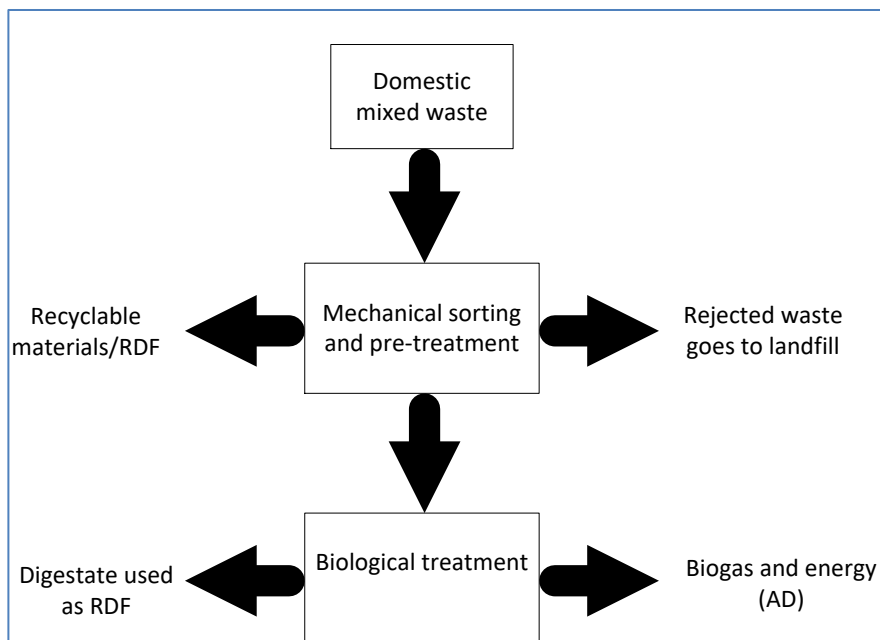 Domestic
mixed waste
Recyclable
materials/RDF
Mechanical sorting
and pre-treatment
Rejected waste
goes to landfill
Digestate used
as RDF
Biological treatment
Biogas and energy
(AD)